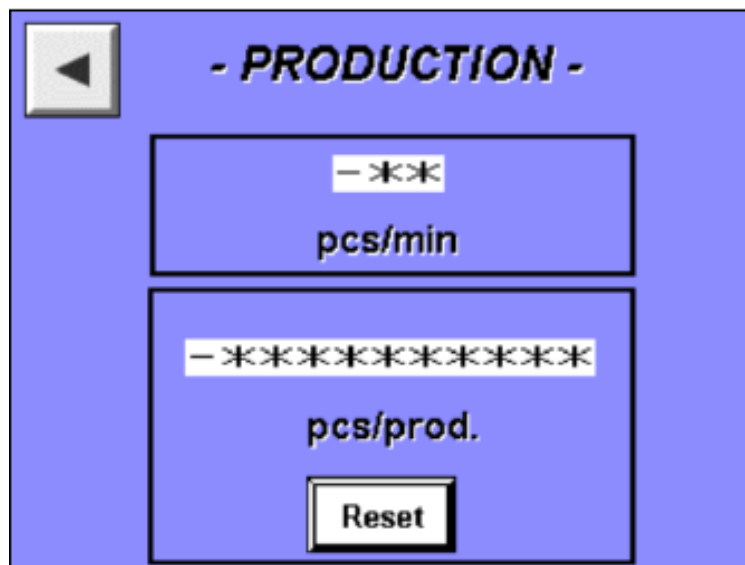 - PRODUCTION -
-**
pcs/min
-**********
pcs/prod.
Reset